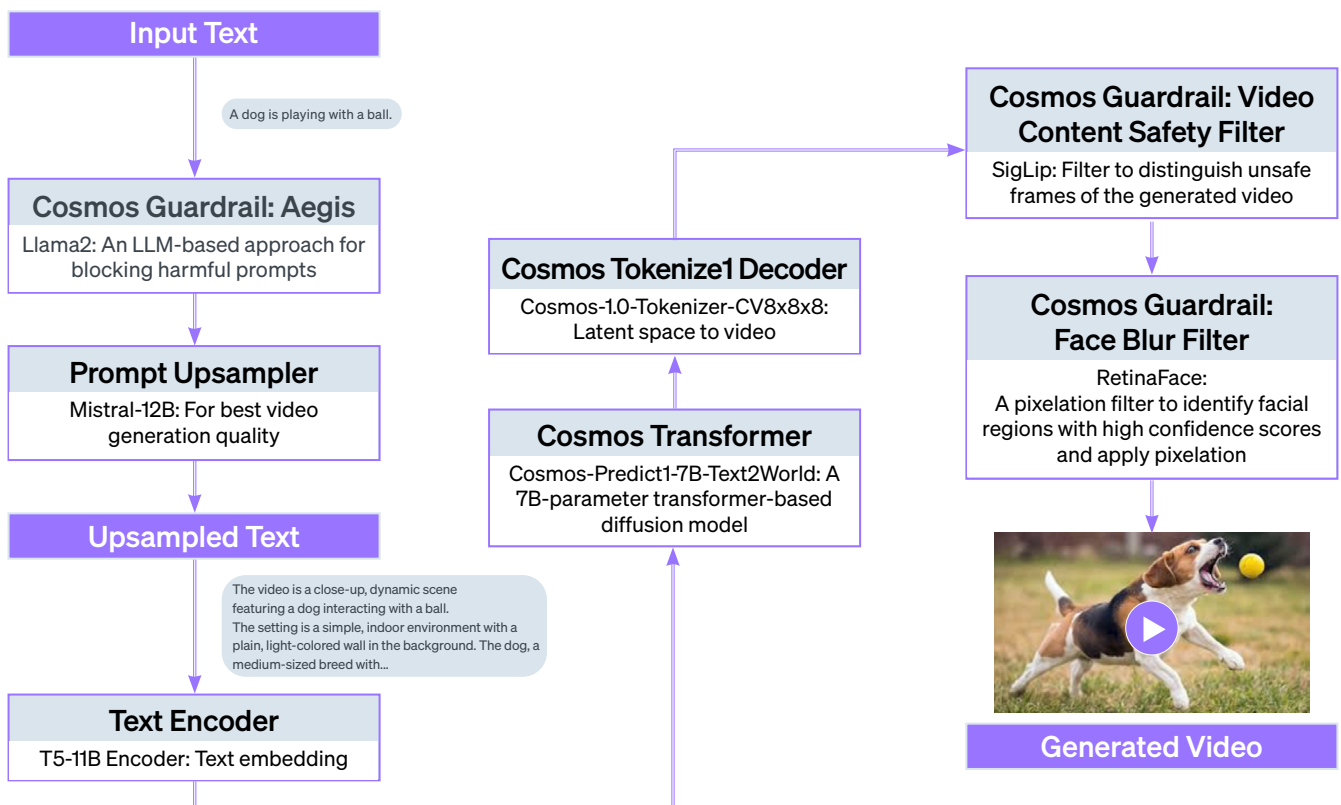 Input Text
A dog is playing with a ball.
Cosmos Guardrail: Aegis
Llama2: An LLM-based approach for
blocking harmful prompts
Prompt Upsampler
Mistral-12B: For best video
generation quality
Upsampled Text
The video is a close-up, dynamic scene
featuring a dog interacting with a ball.
The setting is a simple, indoor environment with a
plain, light-colored wall in the background. The dog, a
medium-sized breed with...
Text Encoder
T5-11B Encoder: Text embedding
Cosmos Transformer
Cosmos-Predict1-7B-Text2World: A
7B-parameter transformer-based
diffusion model
Cosmos Tokenize1 Decoder
Cosmos-1.0-Tokenizer-CV8x8x8:
Latent space to video
Cosmos Guardrail: Video
Content Safety Filter
SigLip: Filter to distinguish unsafe
frames of the generated video
Cosmos Guardrail:
Face Blur Filter
RetinaFace:
A pixelation filter to identify facial
regions with high confidence scores
and apply pixelation
Generated Video